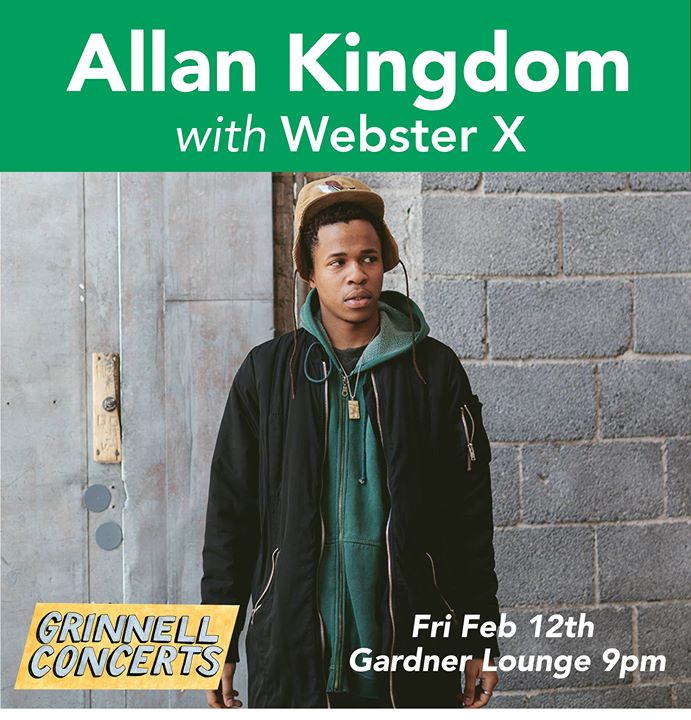 Allan Kingdom
with Webster X
GRINNELL
CONCERTS
Fri Feb 12th
Gardner Lounge 9pm